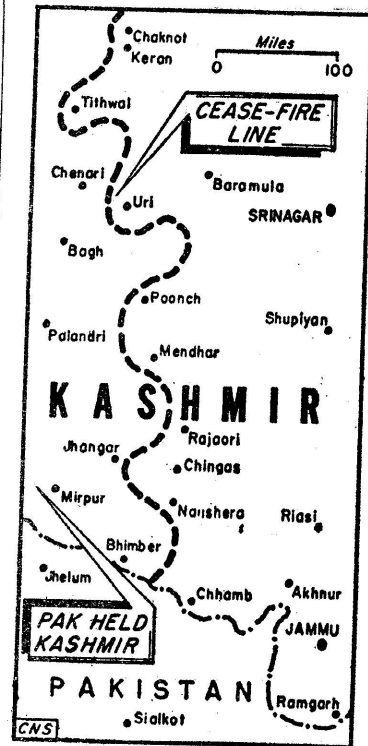 Chaknot
Keran
Miles
0 100
Tithwal
CEASE-FIRE
LINE
Chenari
Baramula
Uri
SRINAGAR
Bagh
Poonch
Shupiyan
Palandri
Mendhar
KASHMIR
Rajaori
Jhangar
Chingas
Mirpur
Naushera
Riasi
Bhimber
Jhelum
Akhnur
Chhamb
PAK HELD
KASHMIR
JAMMU
PAKISTAN
Ramgarh
Sialkot
CNS